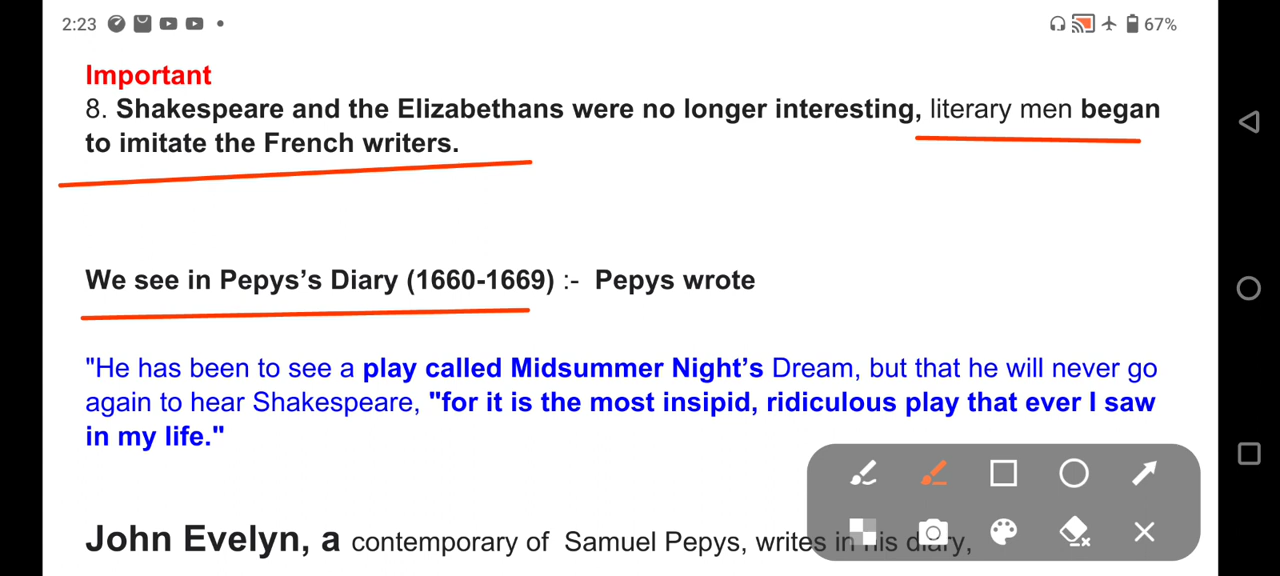 2:23
67%
Important
8. Shakespeare and the Elizabethans were no longer interesting, literary men began
to imitate the French writers.
We see in Pepys's Diary (1660-1669) :- Pepys wrote
"He has been to see a play called Midsummer Night's Dream, but that he will never go
again to hear Shakespeare, "for it is the most insipid, ridiculous play that ever I saw
in my life."
John Evelyn, a contemporary of Samuel Pepys, writes in his diary,